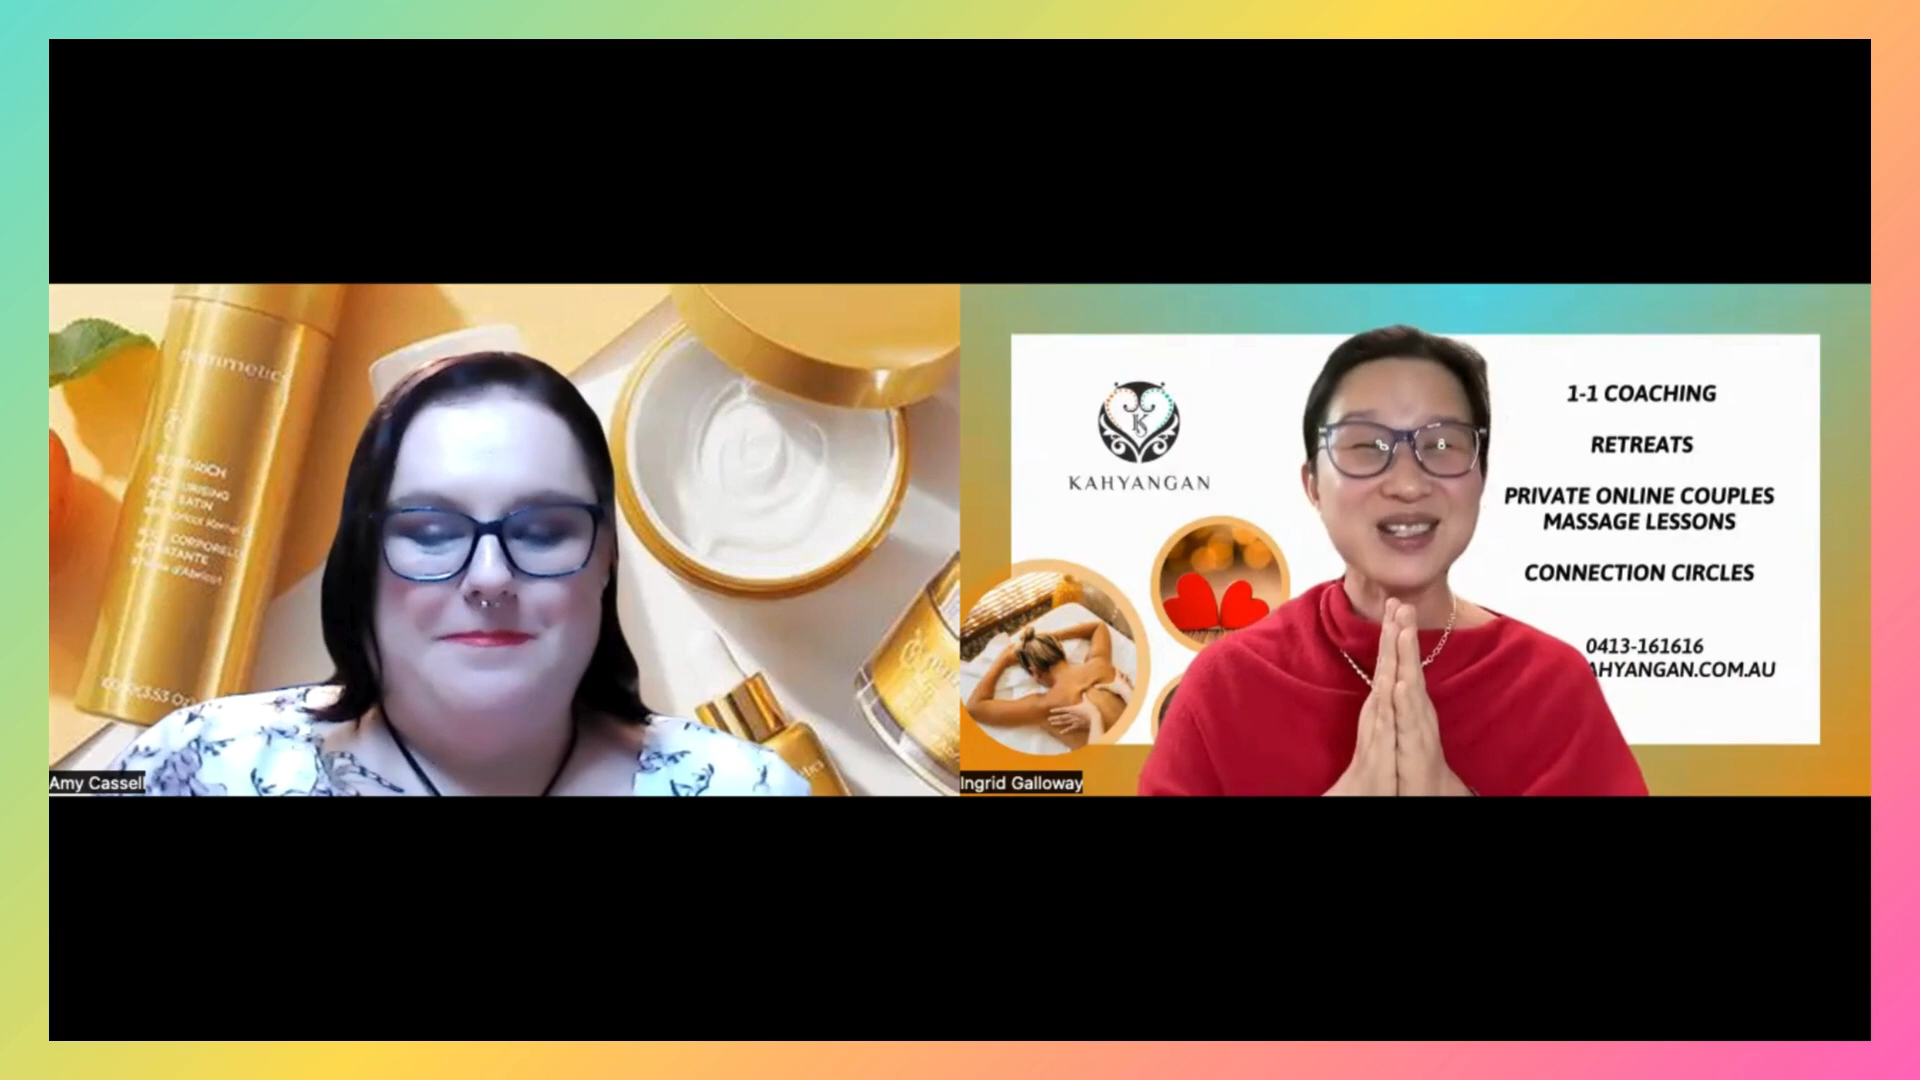 RICH
Amy Cassell
KAHYANGAN
1-1 COACHING
RETREATS
PRIVATE ONLINE COUPLES
MASSAGE LESSONS
CONNECTION CIRCLES
0413-161616
AHYANGAN.COM.AU
Ingrid Galloway